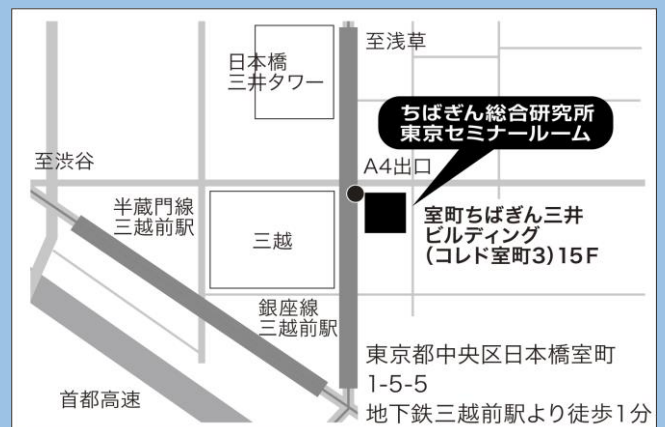 至浅草
日本橋
三井タワー
ちばぎん総合研究所
東京セミナールーム
至渋谷
A4出口
半蔵門線
三越前駅
三越
室町ちばぎん三井
ビルディング
(コレド室町3)15F
銀座線
三越前駅
首都高速
東京都中央区日本橋室町
1-5-5
地下鉄三越前駅より徒歩1分